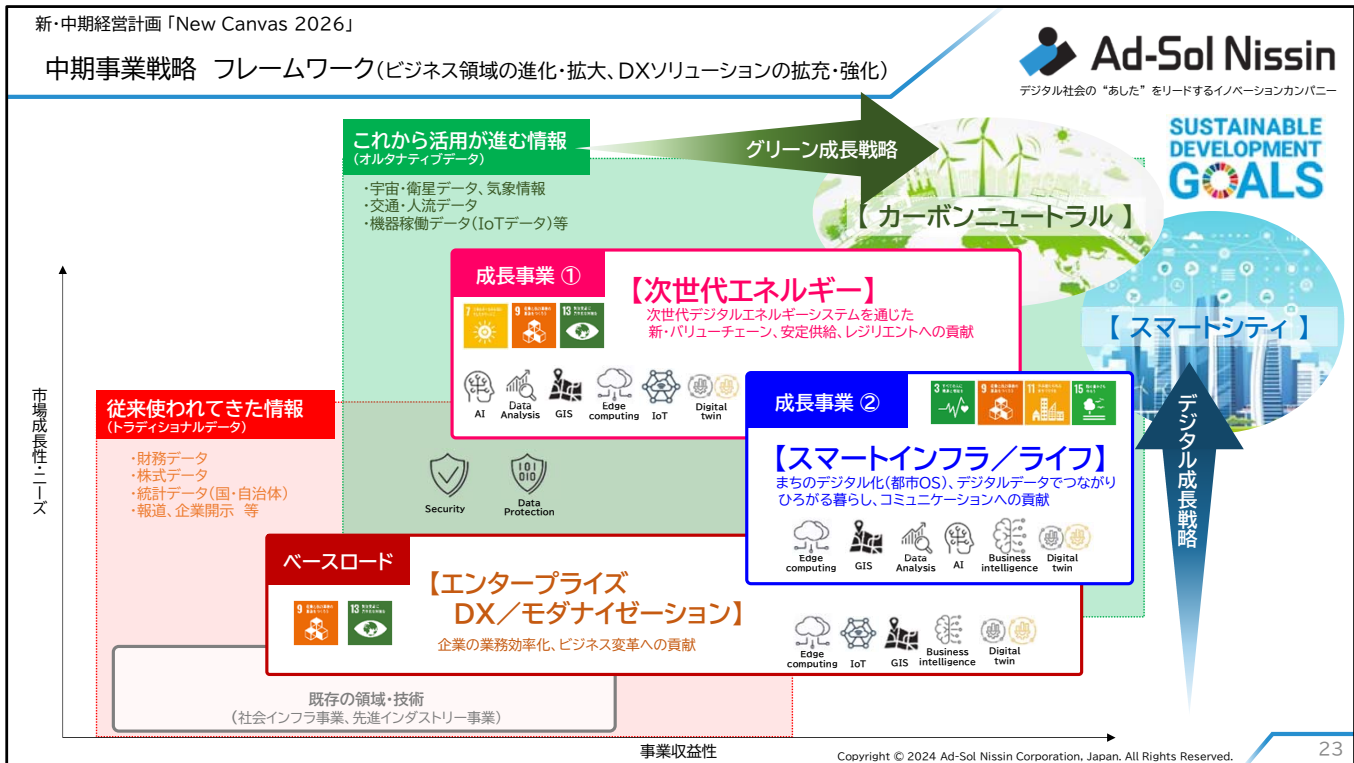 新・中期経営計画「New Canvas 2026」
中期事業戦略 フレームワーク(ビジネス領域の進化・拡大、DXソリューションの拡充・強化)
Ad-Sol Nissin
デジタル社会の“あした”をリードするイノベーションカンパニー
これから活用が進む情報
(オルタナティブデータ)
・宇宙・衛星データ、気象情報
・交通・人流データ
・機器稼働データ(IoTデータ)等
グリーン成長戦略
SUSTAINABLE
DEVELOPMENT
GOALS
【 カーボンニュートラル 】
【 スマートシティ 】
成長事業 ①
【次世代エネルギー】
次世代デジタルエネルギーシステムを通じた
新・バリューチェーン、安定供給、レジリエントへの貢献
7
9
13
AI
Data
Analysis
GIS
Edge
computing
IoT
Digital
twin
市場成長性・ニーズ
従来使われてきた情報
(トラディショナルデータ)
・財務データ
・株式データ
・統計データ(国・自治体)
・報道、企業開示 等
Security
Data
Protection
成長事業 ②
3
9
11
15
【スマートインフラ/ライフ】
まちのデジタル化(都市OS)、デジタルデータでつながり
ひろがる暮らし、コミュニケーションへの貢献
Edge
computing
GIS
Data
Analysis
AI
Business
intelligence
Digital
twin
デジタル成長戦略
ベースロード
【エンタープライズ
DX/モダナイゼーション】
企業の業務効率化、ビジネス変革への貢献
9
13
Edge
computing
IoT
GIS
Business
intelligence
Digital
twin
既存の領域・技術
(社会インフラ事業、先進インダストリー事業)
事業収益性
Copyright © 2024 Ad-Sol Nissin Corporation, Japan. All Rights Reserved.
23